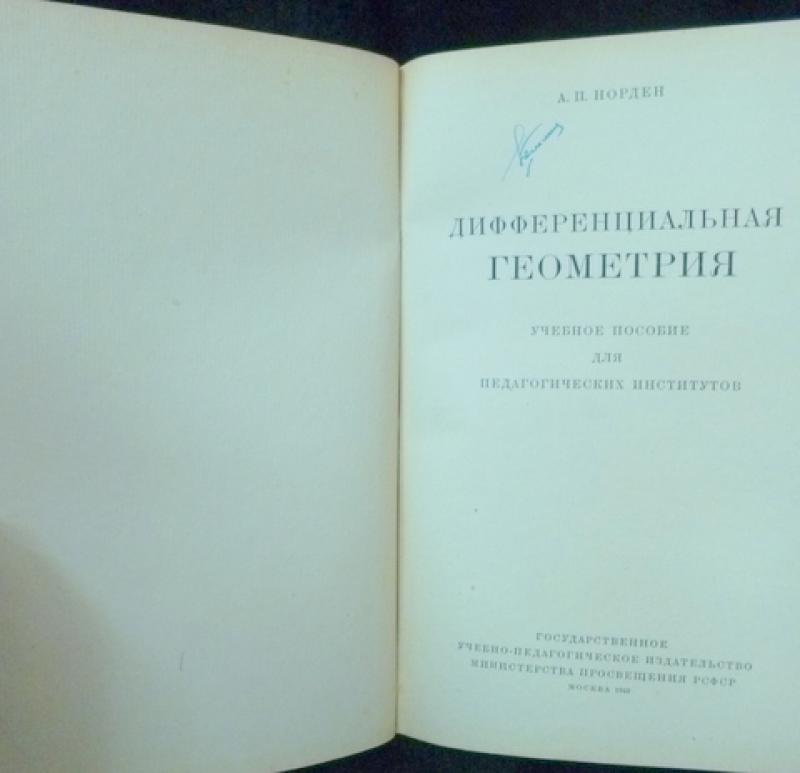 А. П. НОРДЕН
ДИФФЕРЕНЦИАЛЬНАЯ
ГЕОМЕТРИЯ
УЧЕБНОЕ ПОСОБИЕ
ДЛЯ
ПЕДАГОГИЧЕСКИХ ИНСТИТУТОВ
ГОСУДАРСТВЕННОЕ
УЧЕБНО-ПЕДАГОГИЧЕСКОЕ ИЗДАТЕЛЬСТВО
МИНИСТЕРСТВА ПРОСВЕЩЕНИЯ РСФСР
МОСКВА